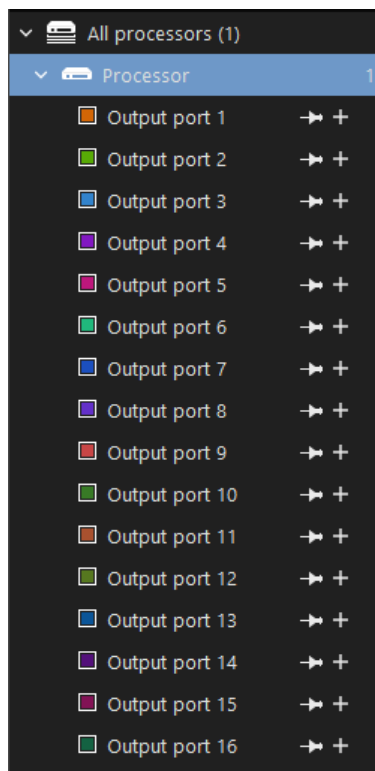 All processors (1)
Processor 1
Output port 1
Output port 2
Output port 3
Output port 4
Output port 5
Output port 6
Output port 7
Output port 8
Output port 9
Output port 10
Output port 11
Output port 12
Output port 13
Output port 14
Output port 15
Output port 16